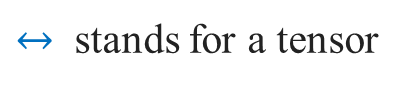 ↔ stands for a tensor